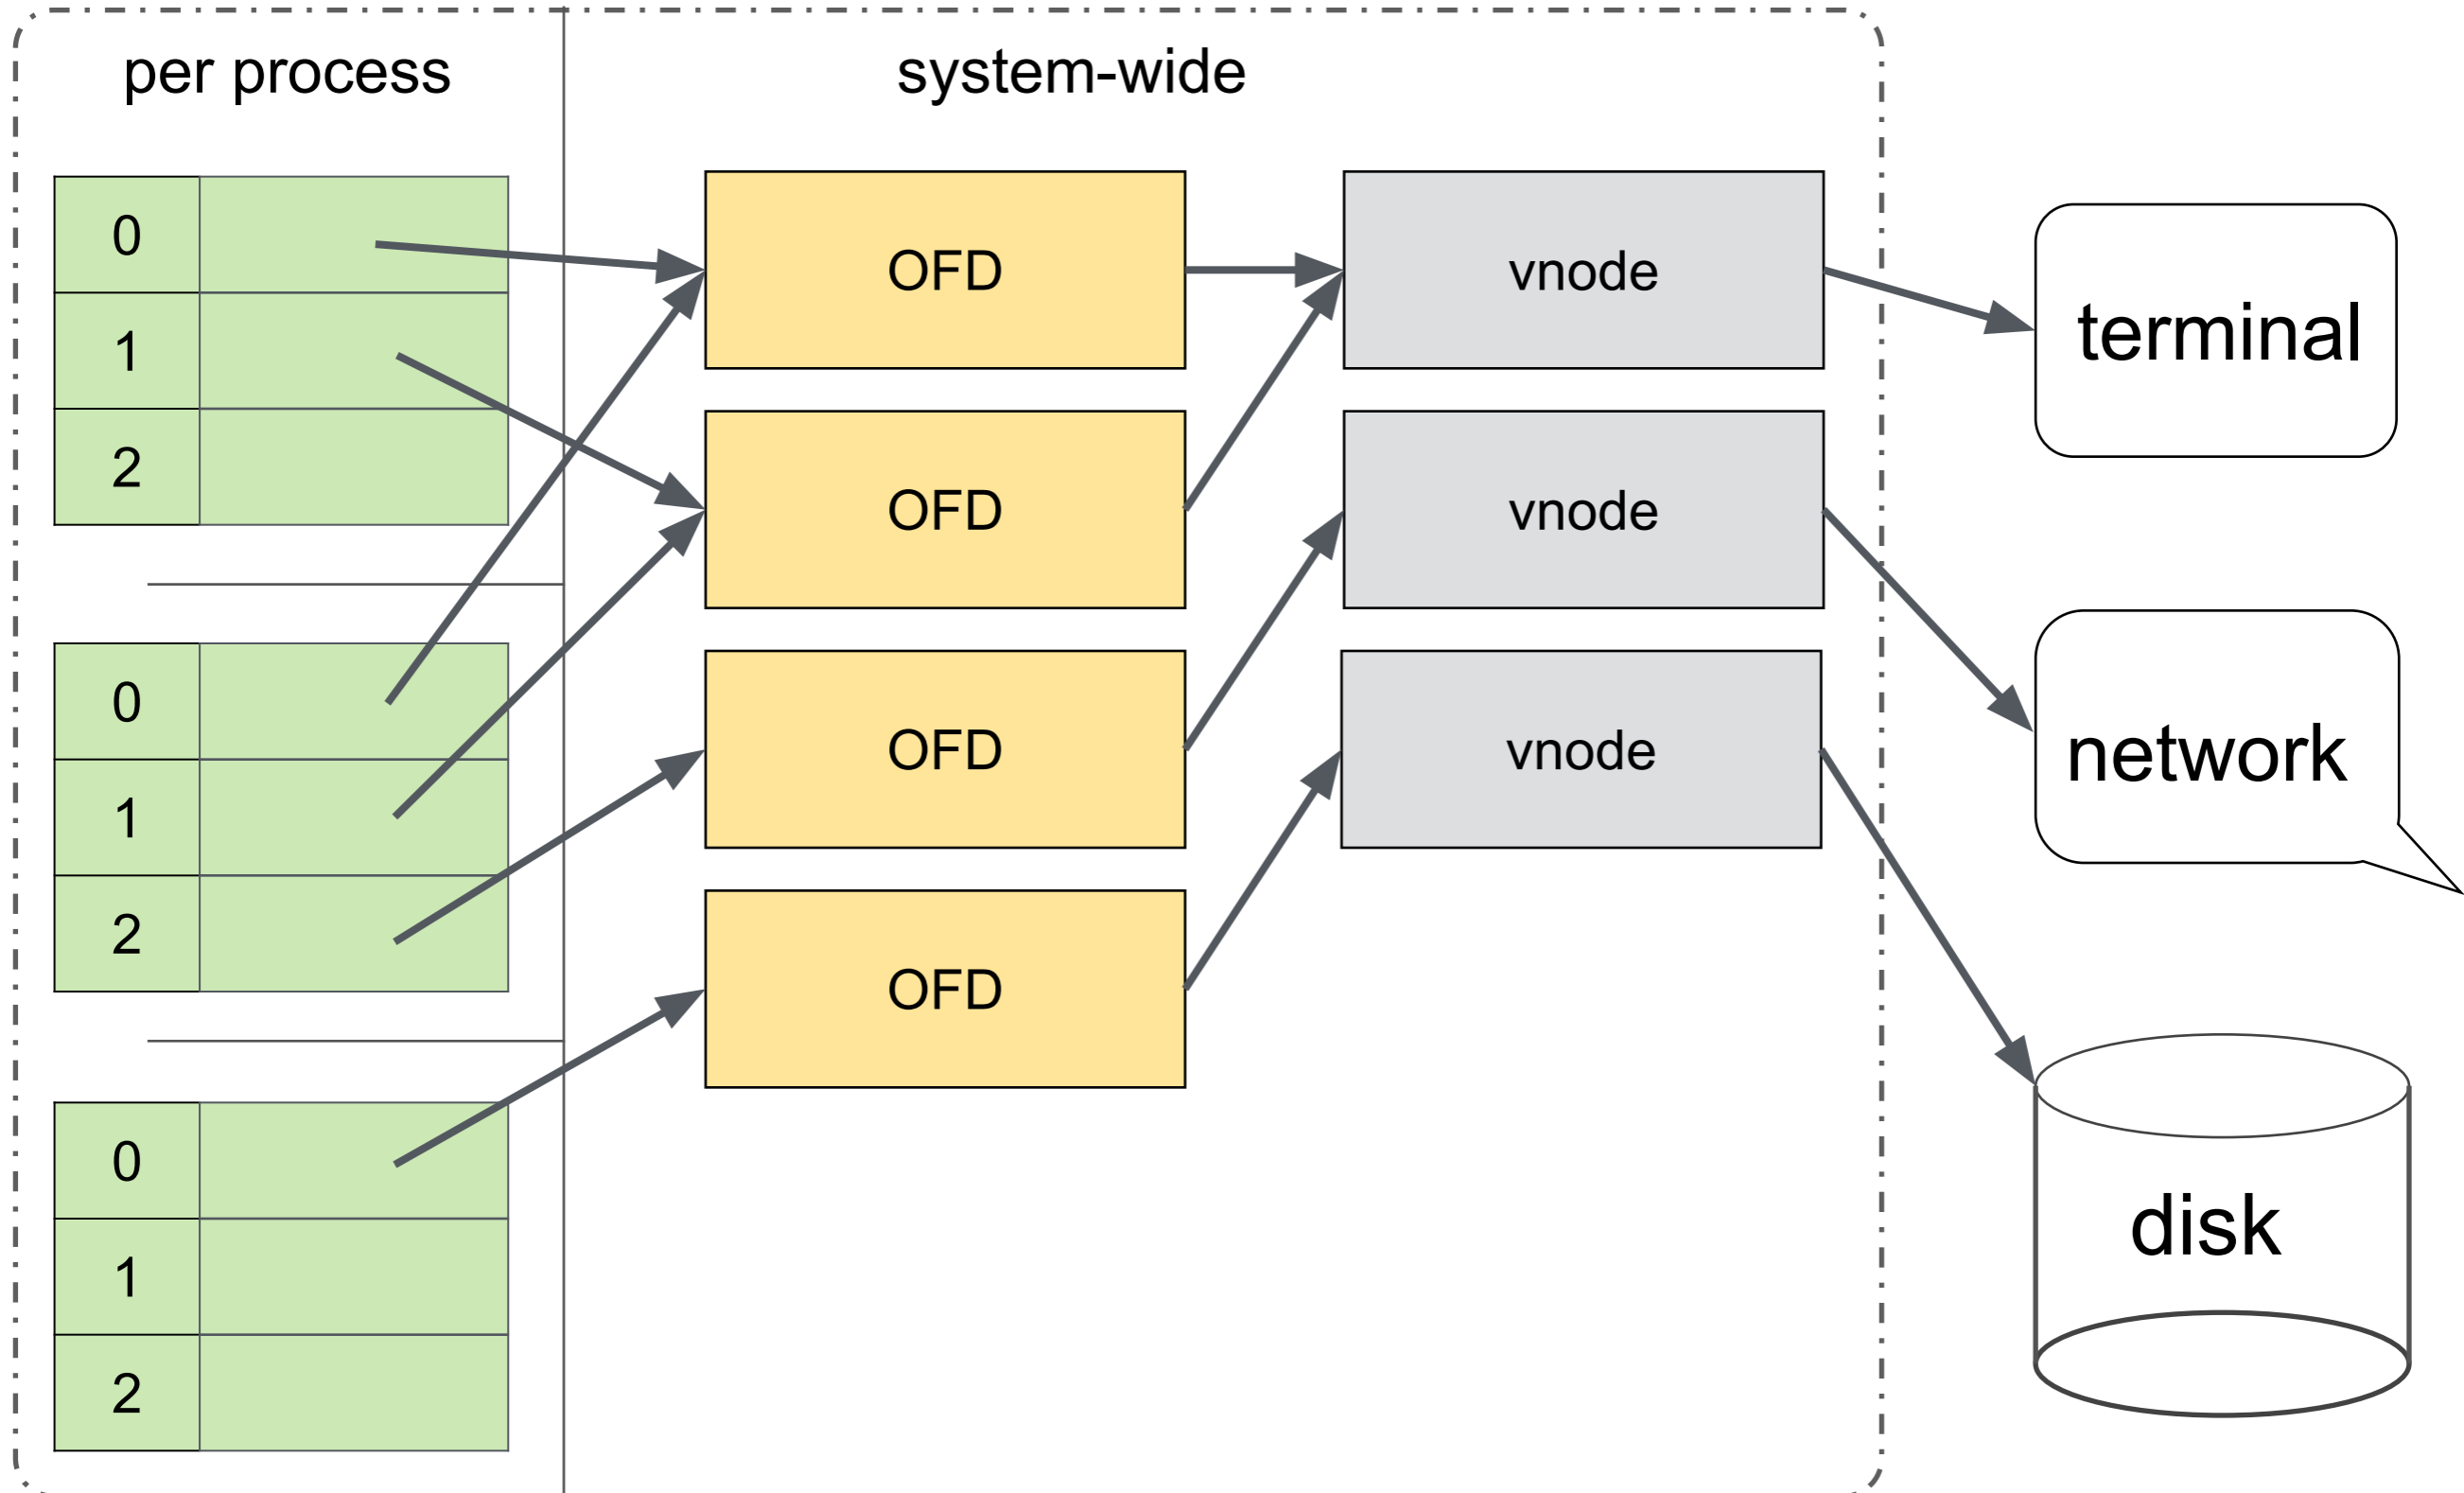 per process
system-wide
0
1
2
0
1
2
0
1
2
OFD
OFD
OFD
OFD
vnode
vnode
vnode
terminal
network
disk